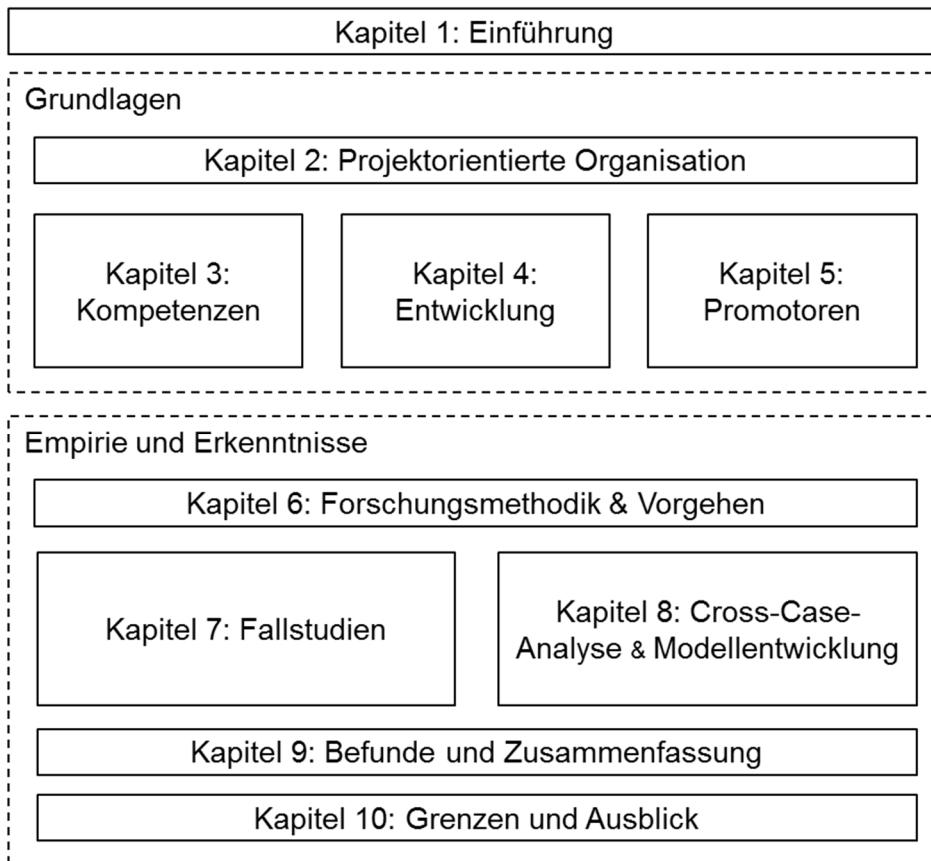 Kapitel 1: Einführung
Grundlagen
Kapitel 2: Projektorientierte Organisation
Kapitel 3:
Kompetenzen
Kapitel 4:
Entwicklung
Kapitel 5:
Promotoren
Empirie und Erkenntnisse
Kapitel 6: Forschungsmethodik & Vorgehen
Kapitel 7: Fallstudien
Kapitel 8: Cross-Case-
Analyse & Modellentwicklung
Kapitel 9: Befunde und Zusammenfassung
Kapitel 10: Grenzen und Ausblick